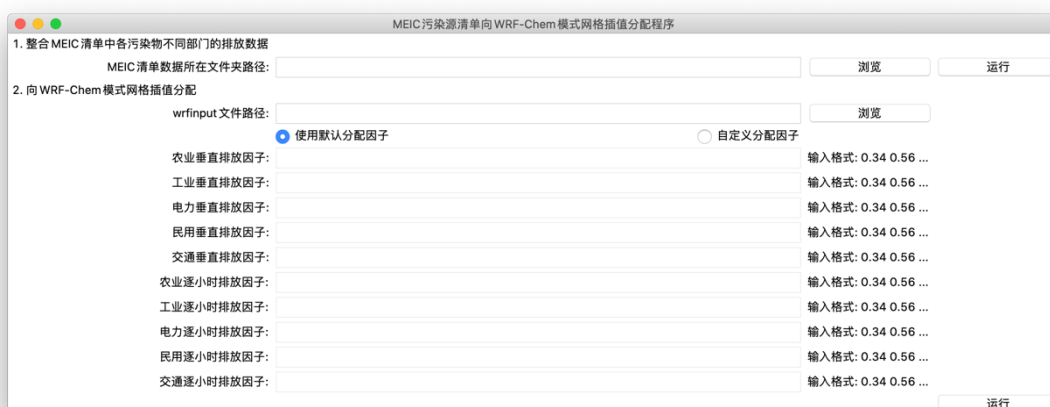 MEIC污染源清单向WRF-Chem模式网格插值分配程序
1. 整合MEIC清单中各污染物不同部门的排放数据
MEIC清单数据所在文件夹路径: 浏览 运行
2. 向WRF-Chem模式网格插值分配
wrfinput文件路径: 浏览
使用默认分配因子 自定义分配因子
农业垂直排放因子: 输入格式: 0.34 0.56 ...
工业垂直排放因子: 输入格式: 0.34 0.56 ...
电力垂直排放因子: 输入格式: 0.34 0.56 ...
民用垂直排放因子: 输入格式: 0.34 0.56 ...
交通垂直排放因子: 输入格式: 0.34 0.56 ...
农业逐小时排放因子: 输入格式: 0.34 0.56 ...
工业逐小时排放因子: 输入格式: 0.34 0.56 ...
电力逐小时排放因子: 输入格式: 0.34 0.56 ...
民用逐小时排放因子: 输入格式: 0.34 0.56 ...
交通逐小时排放因子: 输入格式: 0.34 0.56 ...
运行